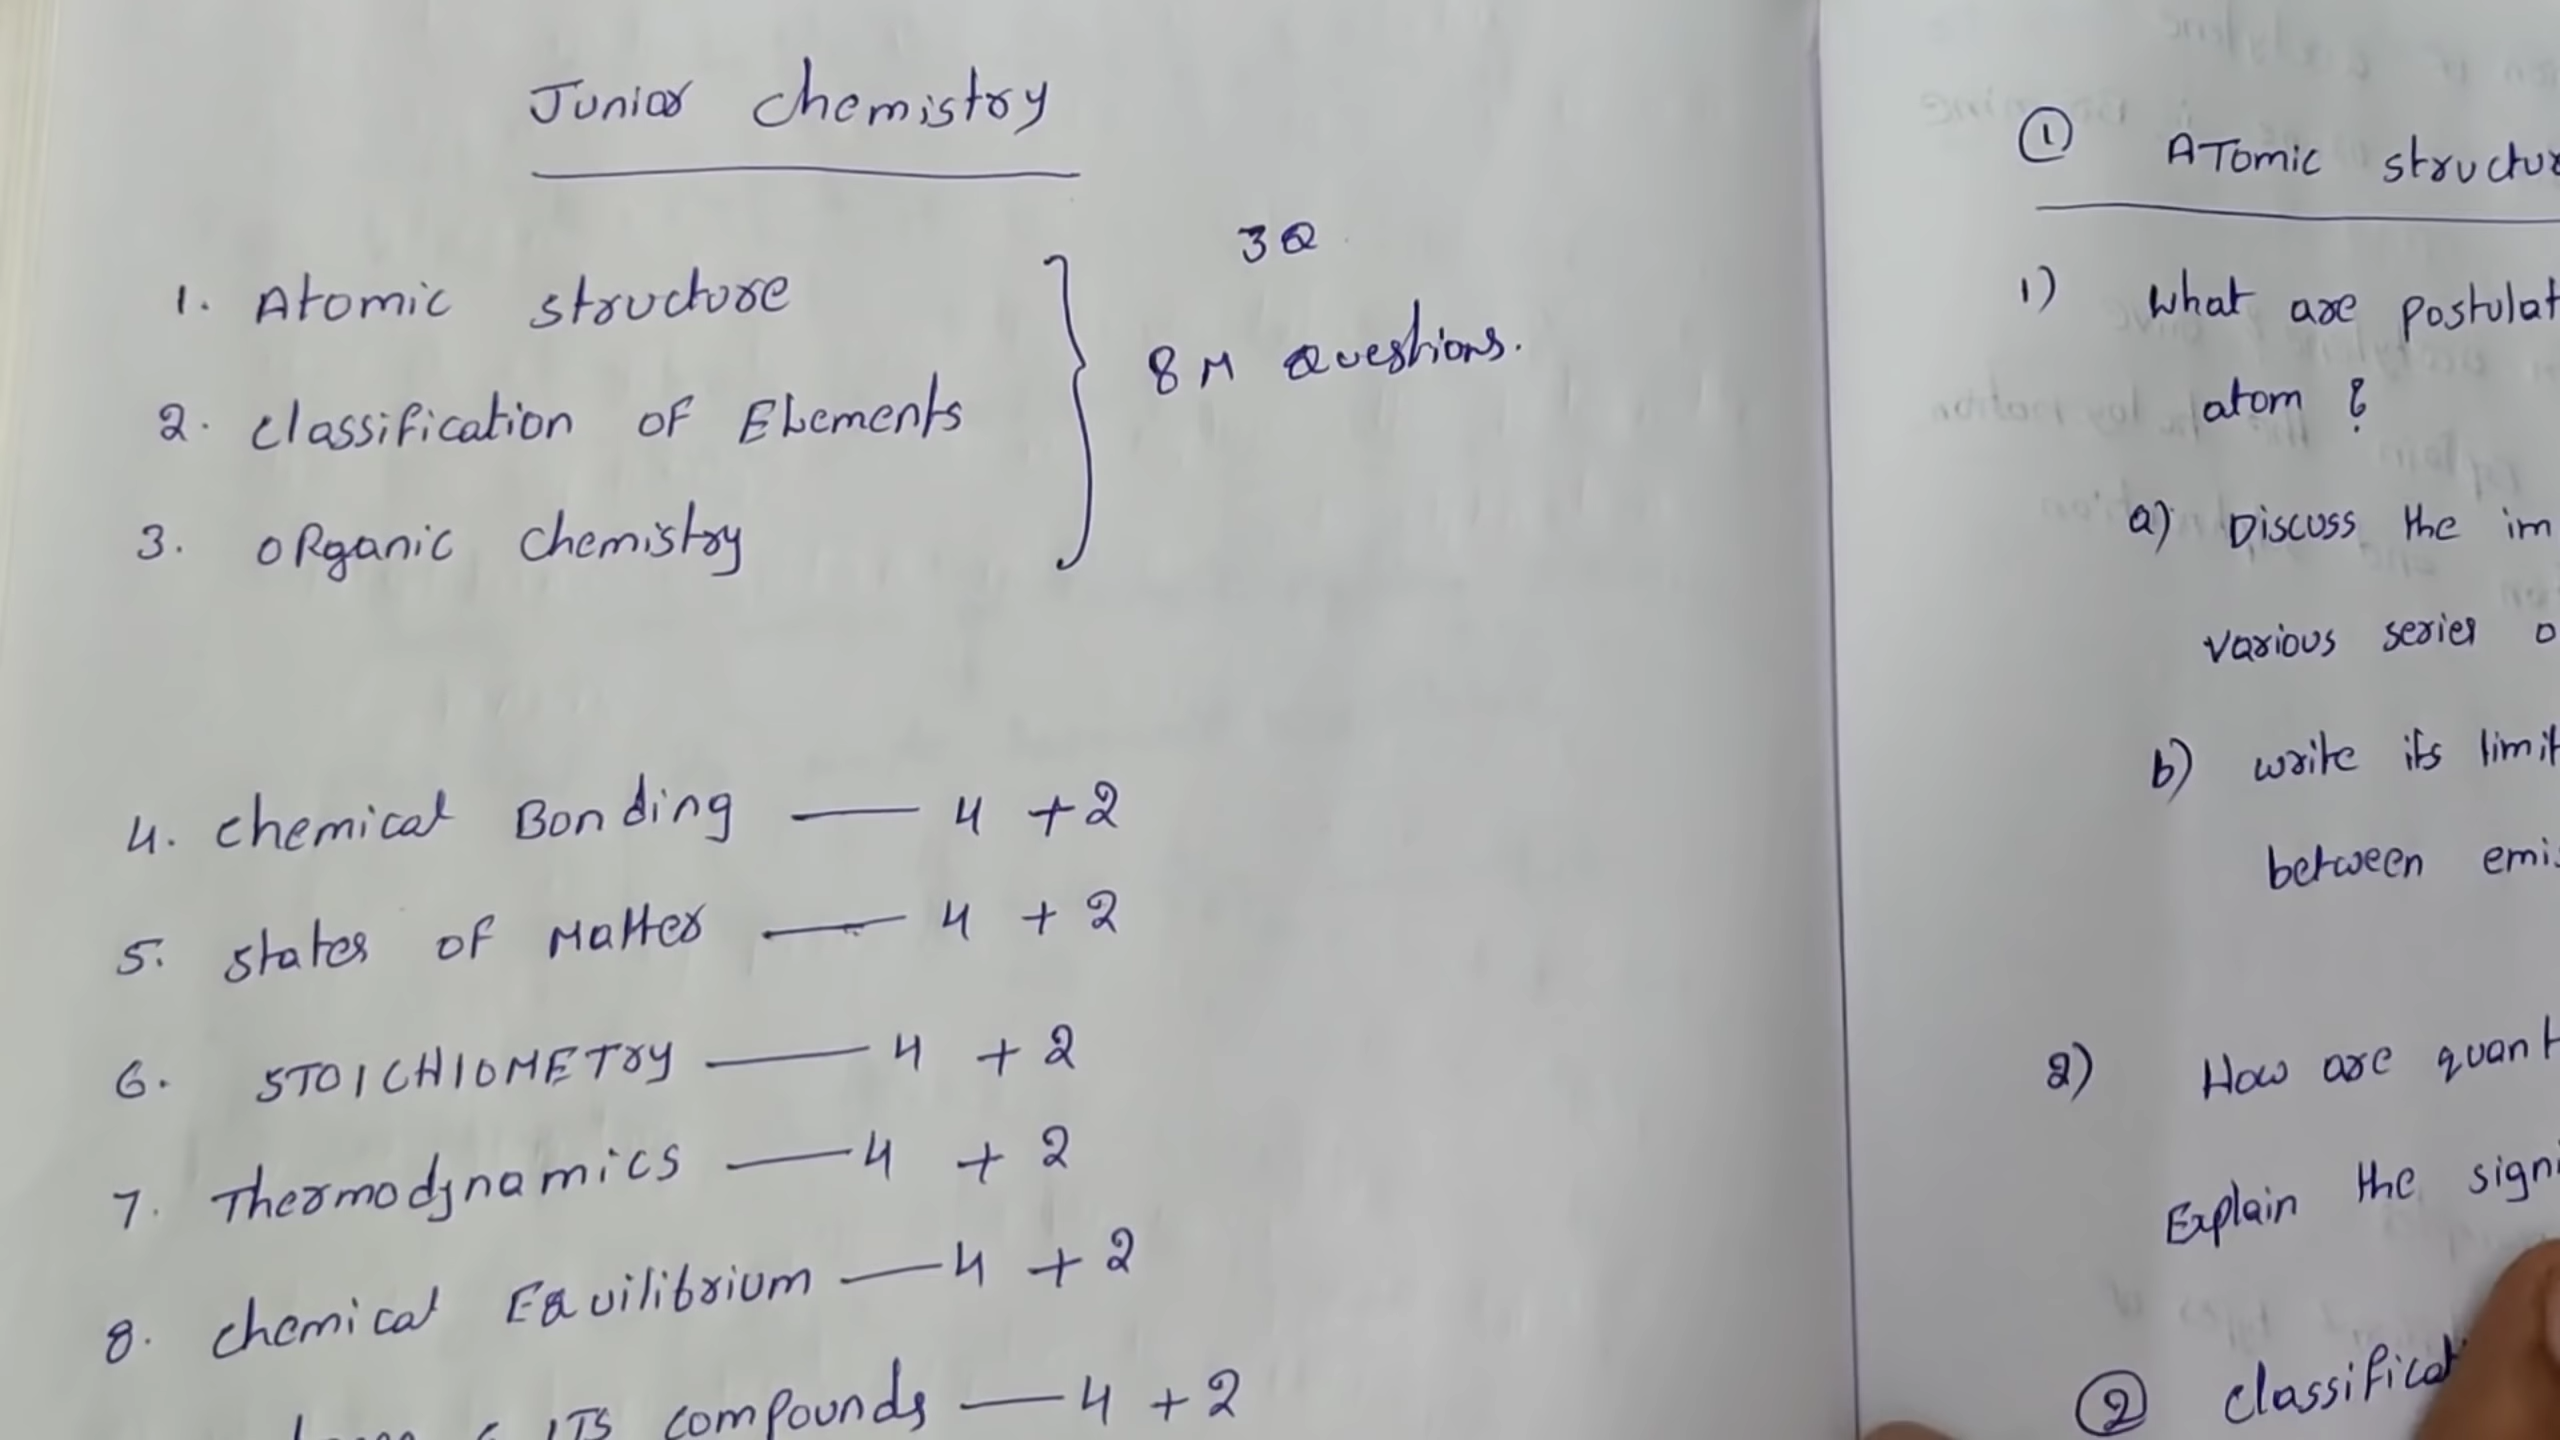 Junior Chemistry
1. Atomic structure
2. classification of Elements
3. organic chemistry
3Q
8M Questions.
4. chemical Bonding — 4 + 2
5. states of Matter — 4 + 2
6. STOICHIOMETry — 4 + 2
7. Thermodynamics — 4 + 2
8. chemical Equilibrium — 4 + 2
ITS compounds — 4 + 2
① ATomic structur
1) what are postulat
atom ?
a) Discuss the im
various series o
b) write its limit
between emis
2) How are quant
Explain the signi
② classificat